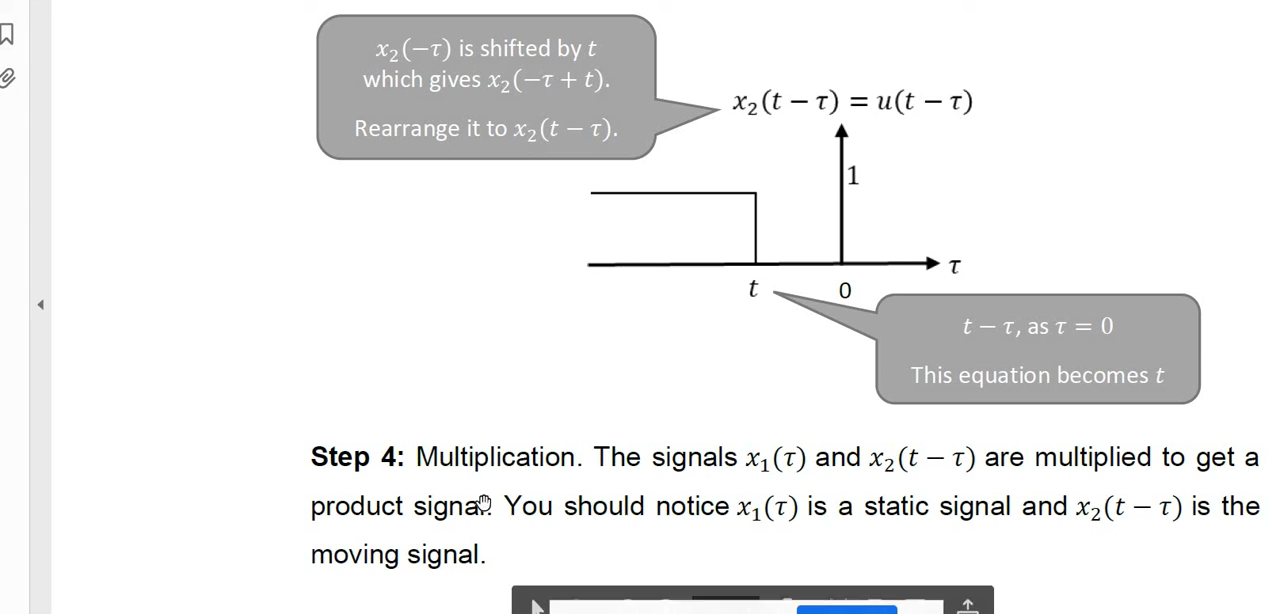 x₂(−τ) is shifted by t
which gives x₂(−τ + t).
Rearrange it to x₂(t − τ).
x₂(t − τ) = u(t − τ)
1
τ
t
0
t − τ, as τ = 0
This equation becomes t
Step 4: Multiplication. The signals x₁(τ) and x₂(t − τ) are multiplied to get a
product signal. You should notice x₁(τ) is a static signal and x₂(t − τ) is the
moving signal.